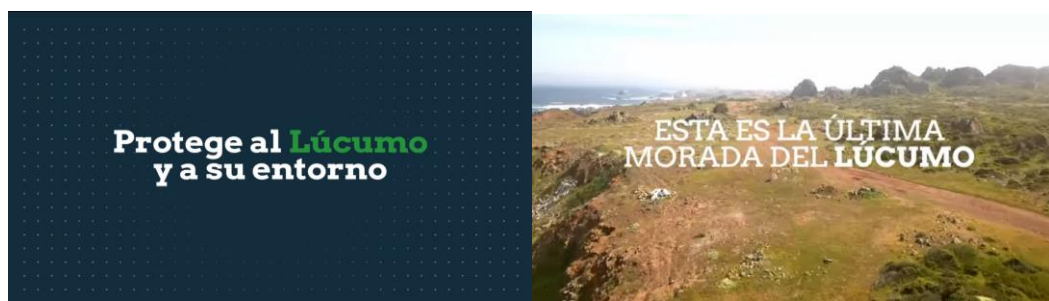 Protege al Lúcumo
y a su entorno
ESTA ES LA ÚLTIMA
MORADA DEL LÚCUMO